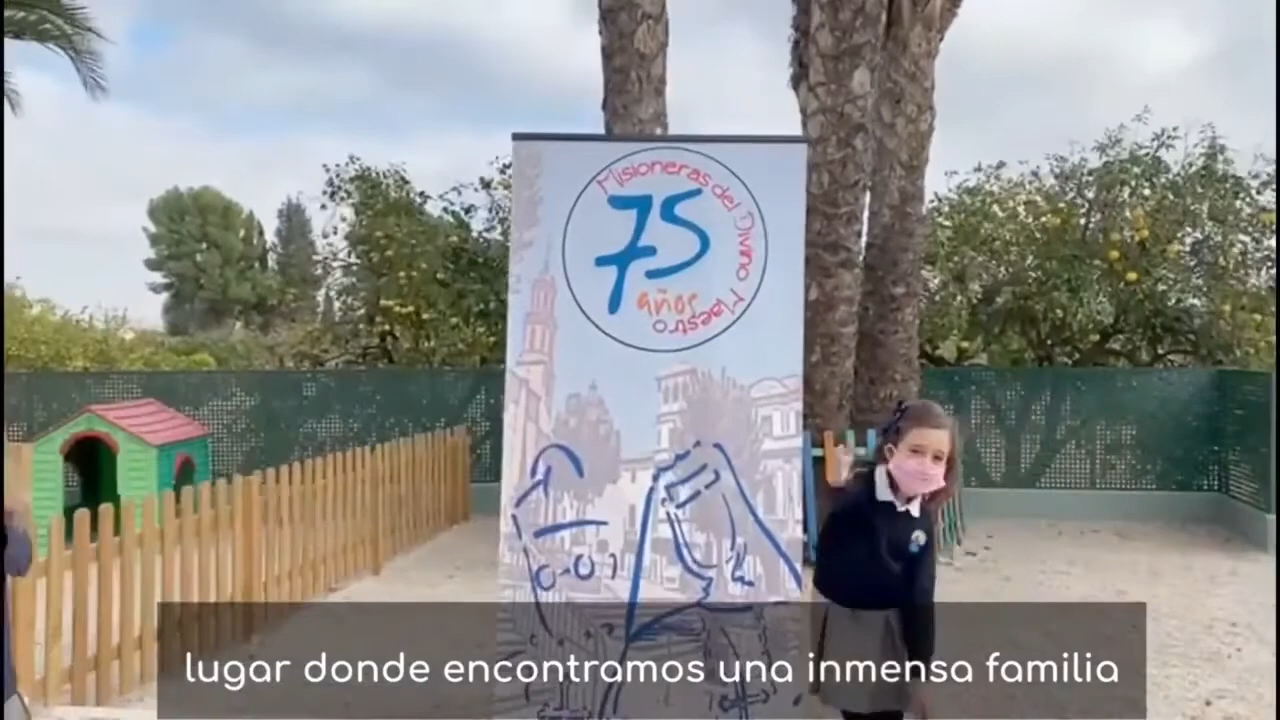 Misioneras del Divino Maestro
75
años
lugar donde encontramos una inmensa familia